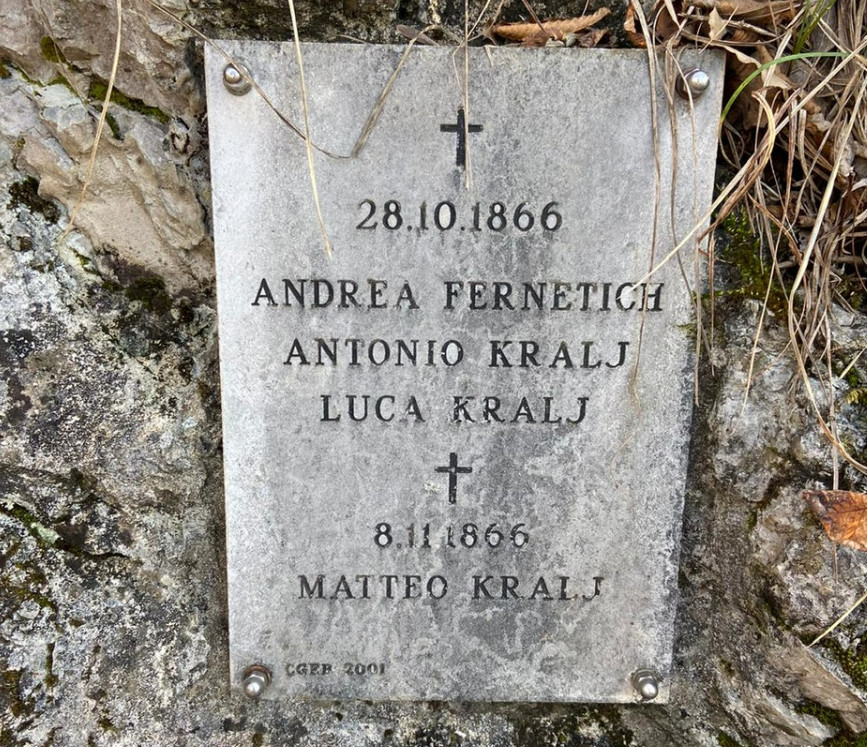 28.10.1866
ANDREA FERNETICH
ANTONIO KRALJ
LUCA KRALJ
8.11.1866
MATTEO KRALJ
CGEB 2001